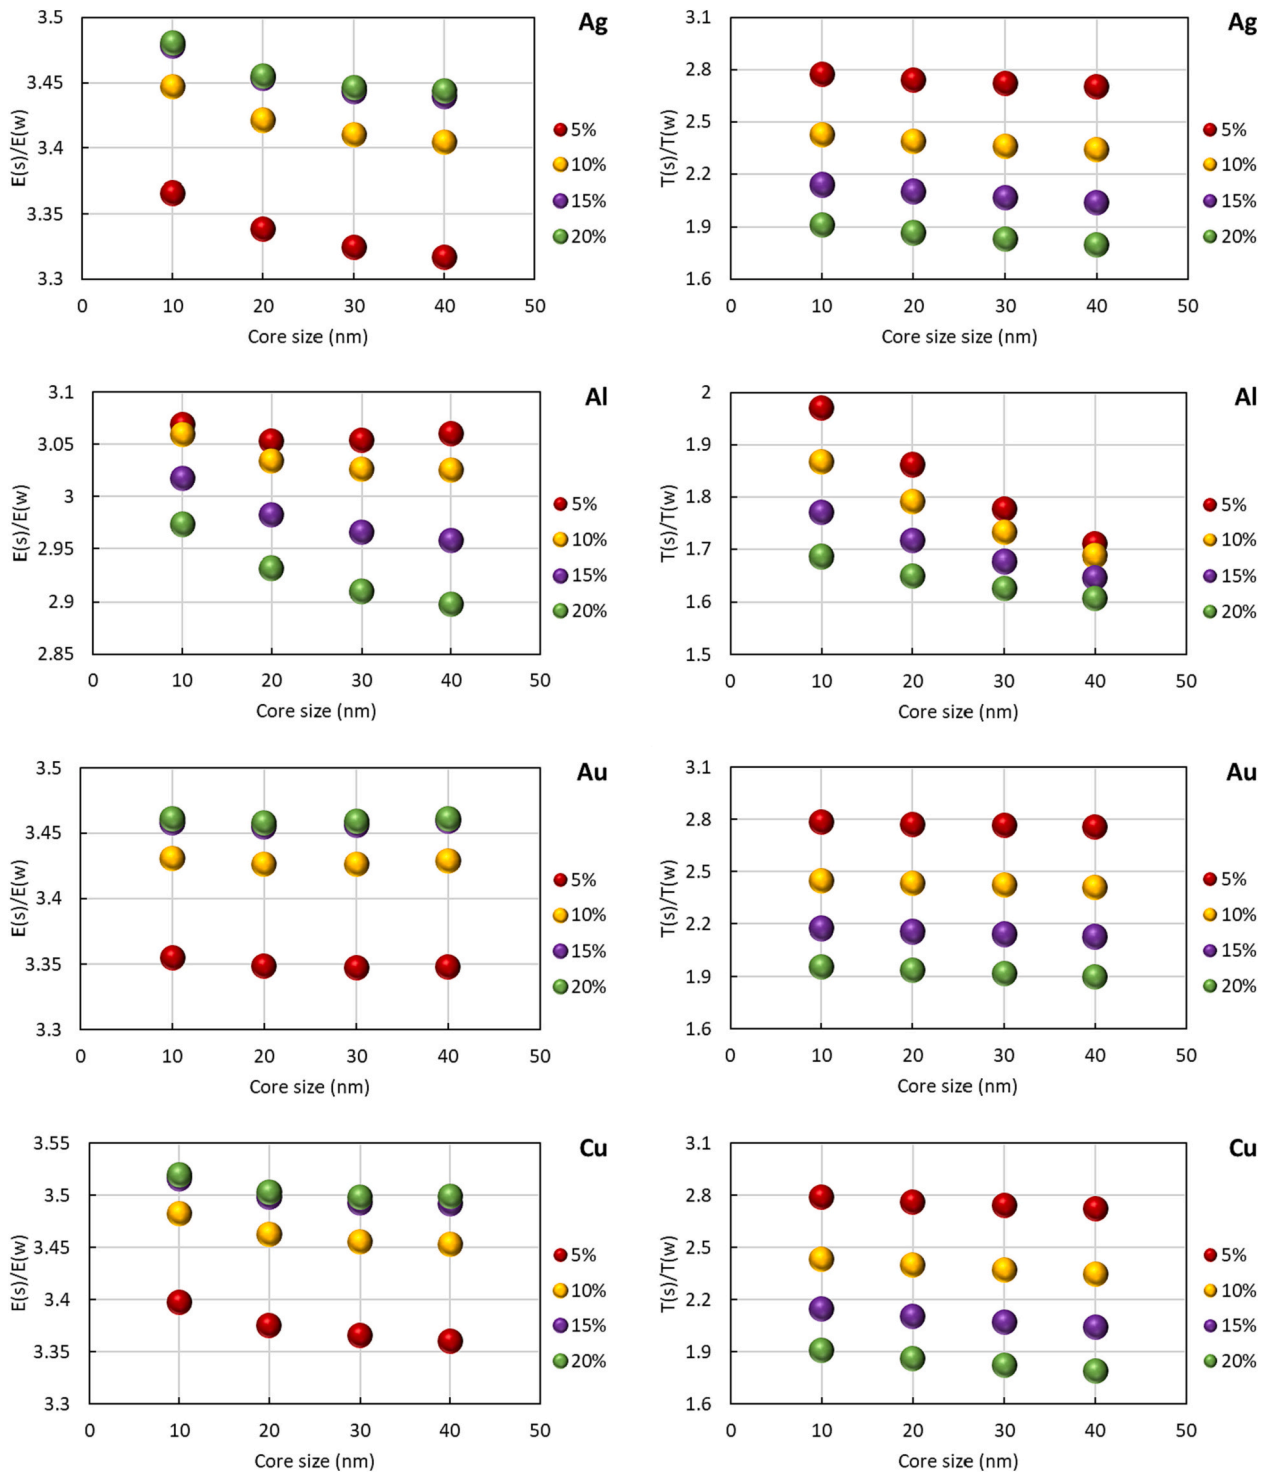 Ag
3.5
3.45
3.4
3.35
3.3
E(s)/E(w)
0 10 20 30 40 50
Core size (nm)
5%
10%
15%
20%
Ag
3.1
2.8
2.5
2.2
1.9
1.6
T(s)/T(w)
0 10 20 30 40 50
Core size size (nm)
5%
10%
15%
20%
Al
3.1
3.05
3
2.95
2.9
2.85
E(s)/E(w)
0 10 20 30 40 50
Core size (nm)
5%
10%
15%
20%
Al
2
1.9
1.8
1.7
1.6
1.5
T(s)/T(w)
0 10 20 30 40 50
Core size (nm)
5%
10%
15%
20%
Au
3.5
3.45
3.4
3.35
3.3
E(s)/E(w)
0 10 20 30 40 50
Core size (nm)
5%
10%
15%
20%
Au
3.1
2.8
2.5
2.2
1.9
1.6
T(s)/T(w)
0 10 20 30 40 50
Core size (nm)
5%
10%
15%
20%
Cu
3.55
3.5
3.45
3.4
3.35
3.3
E(s)/E(w)
0 10 20 30 40 50
Core size (nm)
5%
10%
15%
20%
Cu
3.1
2.8
2.5
2.2
1.9
1.6
T(s)/T(w)
0 10 20 30 40 50
Core size (nm)
5%
10%
15%
20%